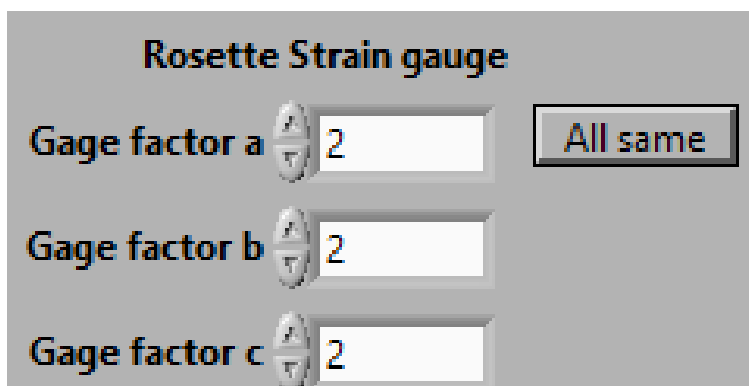 Rosette Strain gauge
Gage factor a 2 All same
Gage factor b 2
Gage factor c 2